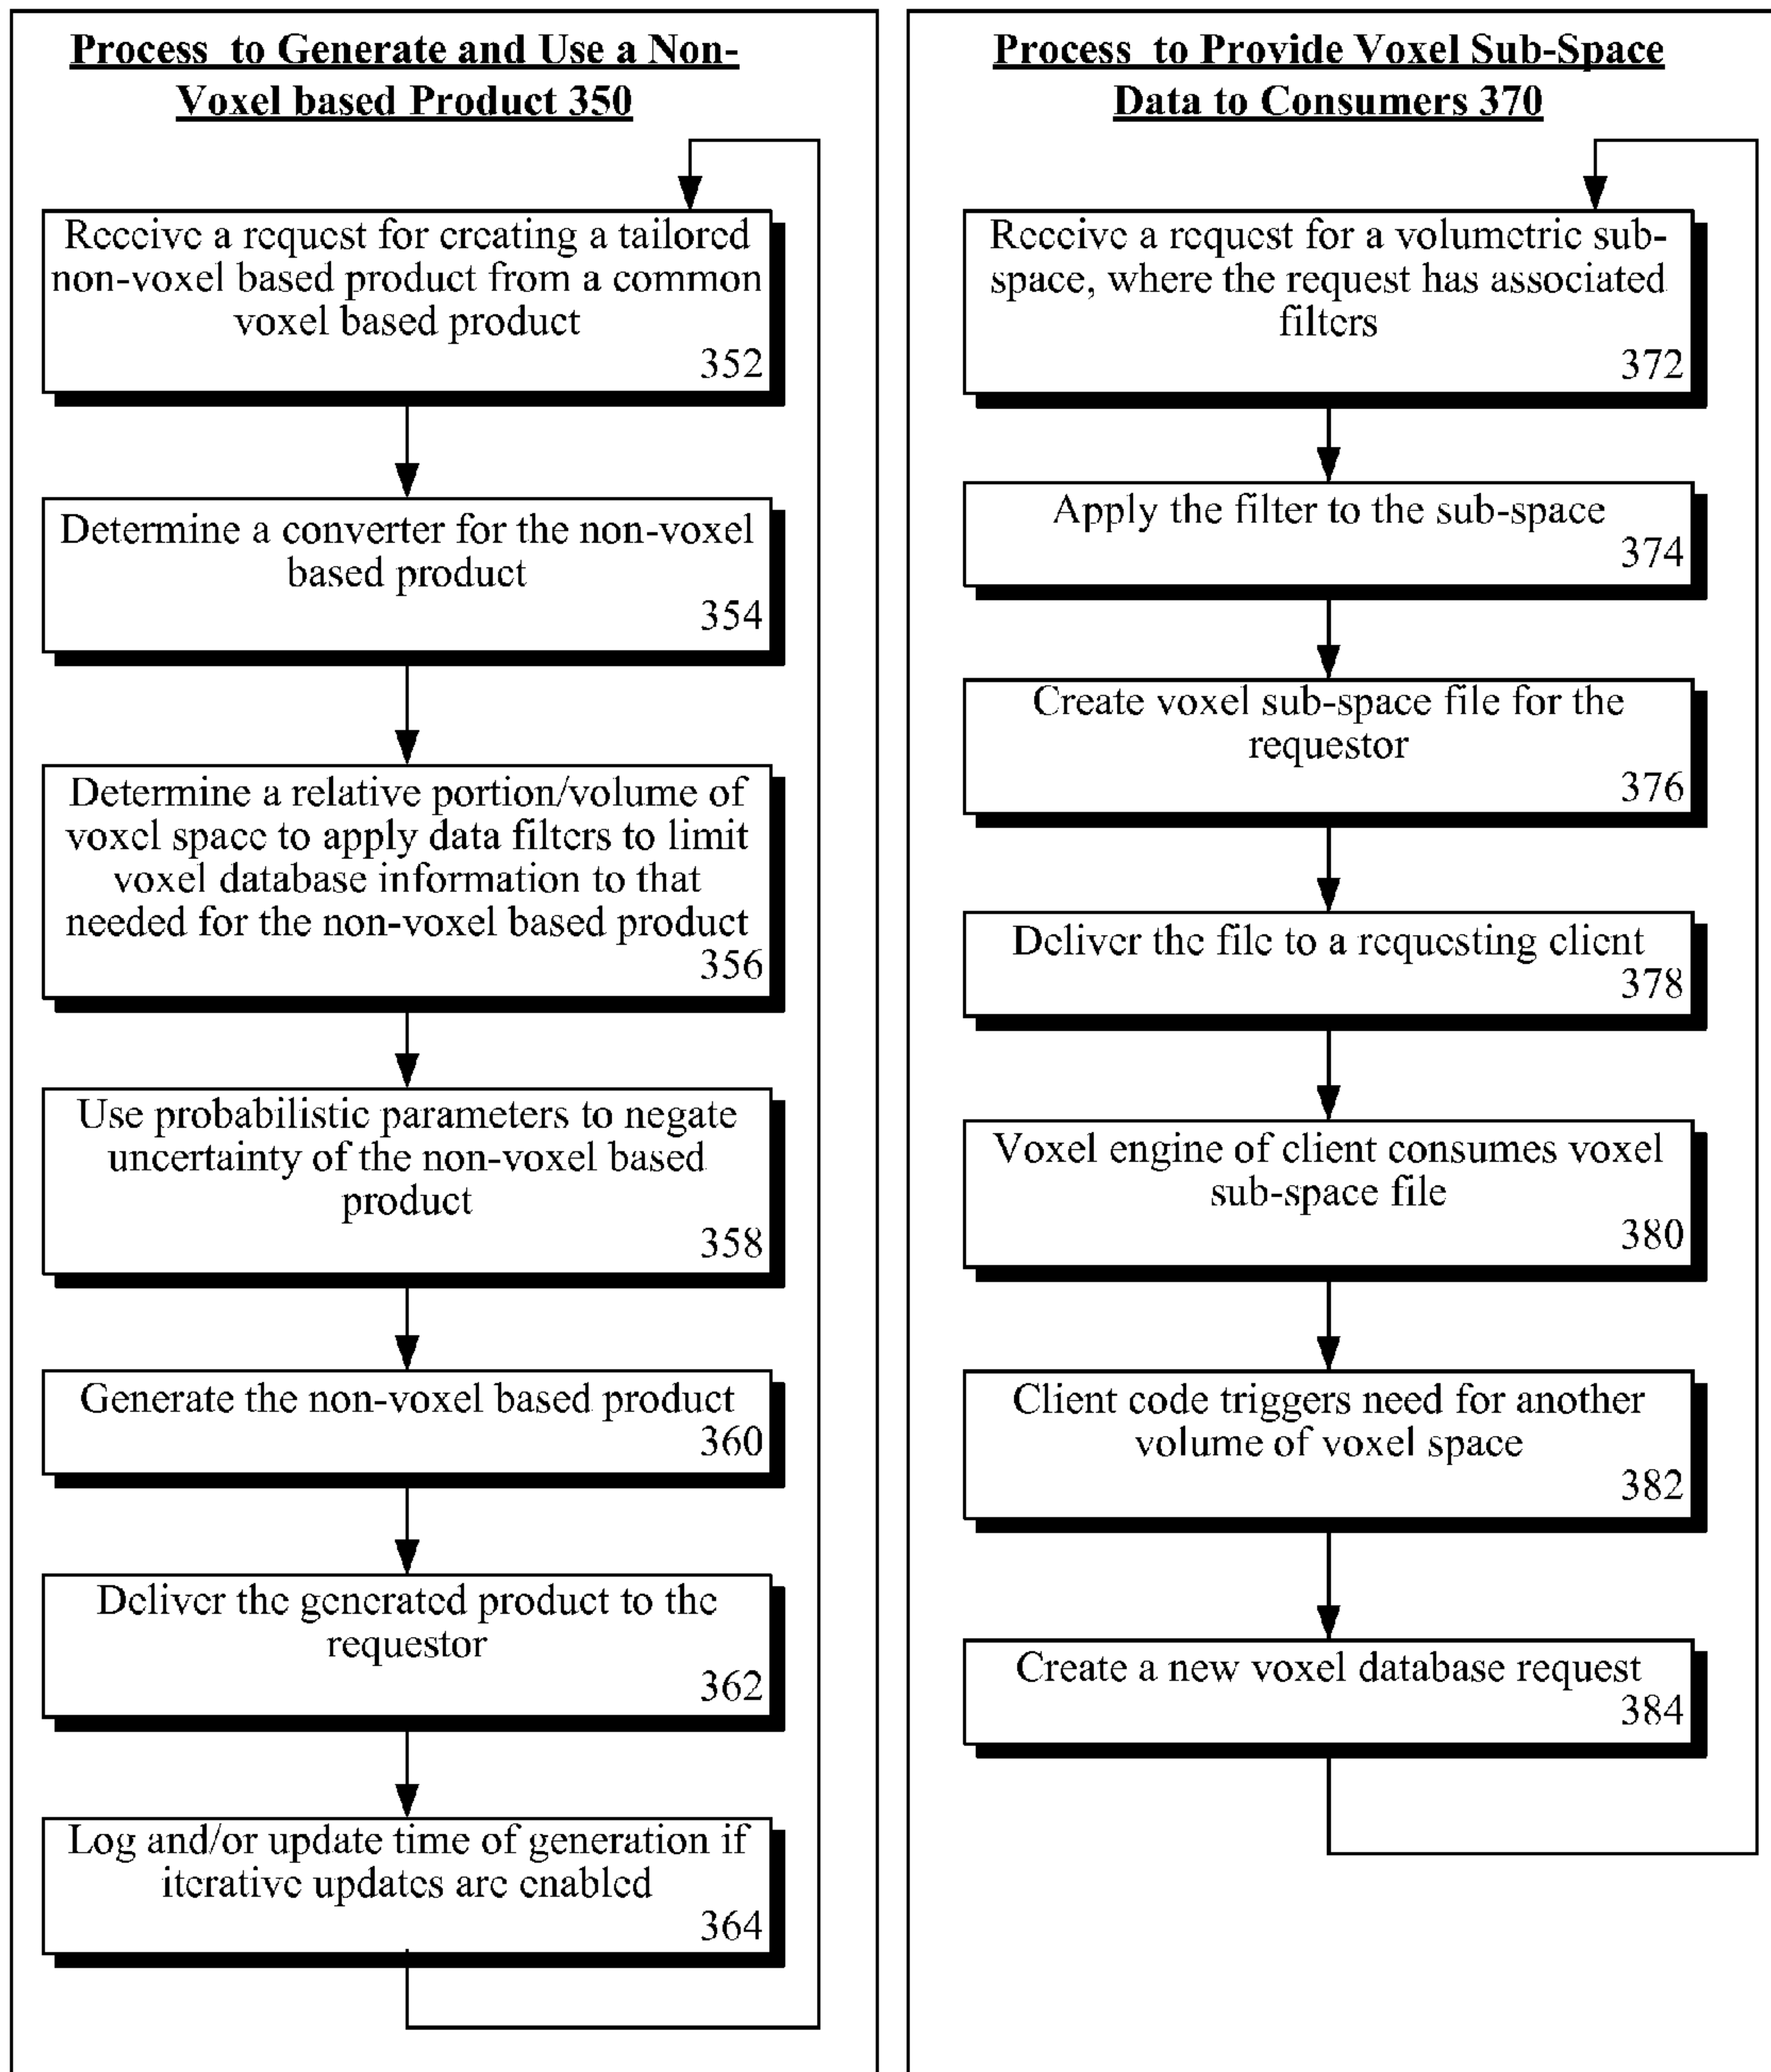 Process to Generate and Use a Non-
Voxel based Product 350
Receive a request for creating a tailored
non-voxel based product from a common
voxel based product
352
Determine a converter for the non-voxel
based product
354
Determine a relative portion/volume of
voxel space to apply data filters to limit
voxel database information to that
needed for the non-voxel based product
356
Use probabilistic parameters to negate
uncertainty of the non-voxel based
product
358
Generate the non-voxel based product
360
Deliver the generated product to the
requestor
362
Log and/or update time of generation if
iterative updates are enabled
364
Process to Provide Voxel Sub-Space
Data to Consumers 370
Receive a request for a volumetric sub-
space, where the request has associated
filters
372
Apply the filter to the sub-space
374
Create voxel sub-space file for the
requestor
376
Deliver the file to a requesting client
378
Voxel engine of client consumes voxel
sub-space file
380
Client code triggers need for another
volume of voxel space
382
Create a new voxel database request
384